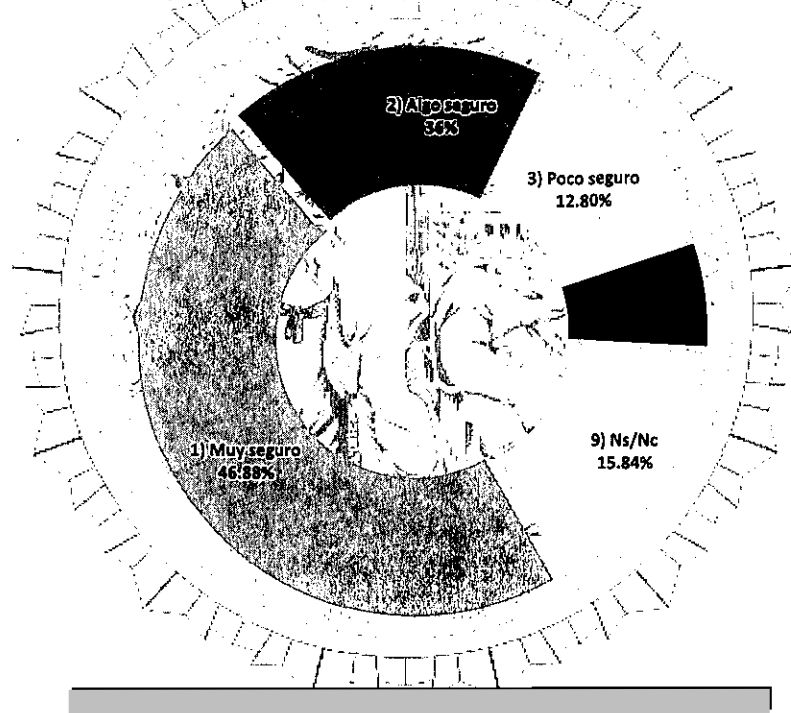 2) Algo seguro
36%
3) Poco seguro
12.80%
1) Muy seguro
46.88%
9) Ns/Nc
15.84%